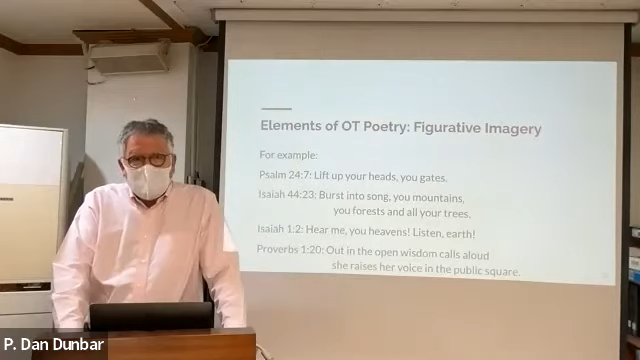 Elements of OT Poetry: Figurative Imagery
For example:
Psalm 24:7: Lift up your heads, you gates.
Isaiah 44:23: Burst into song, you mountains,
you forests and all your trees,
Isaiah 1:2: Hear me, you heavens! Listen, earth!
Proverbs 1:20: Out in the open wisdom calls aloud
she raises her voice in the public square.
P. Dan Dunbar